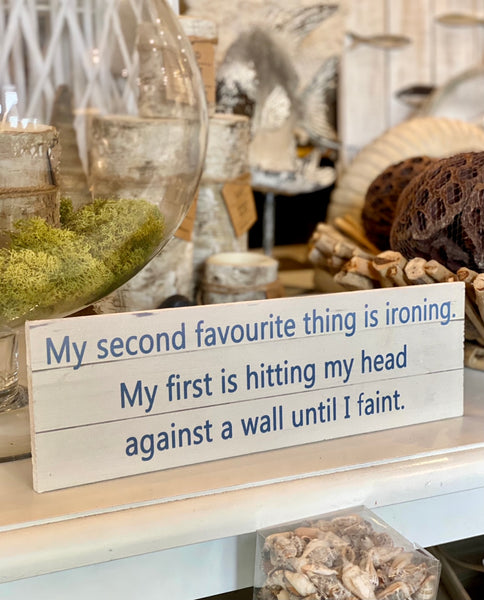 My second favourite thing is ironing.
My first is hitting my head
against a wall until I faint.